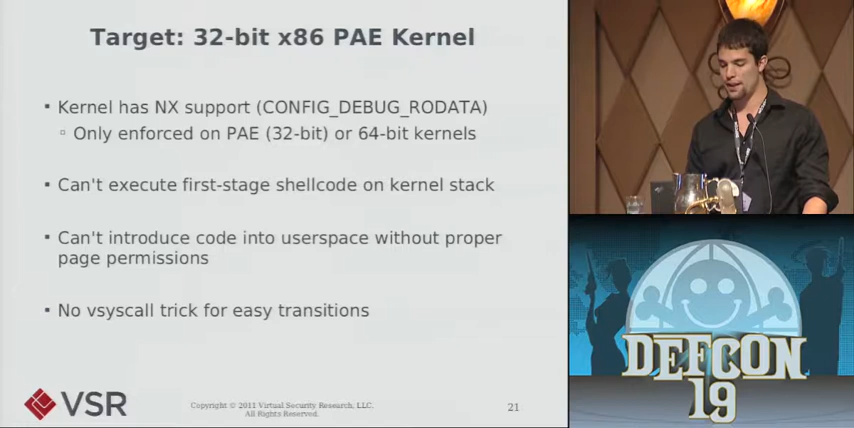 Target: 32-bit x86 PAE Kernel
▪ Kernel has NX support (CONFIG_DEBUG_RODATA)
▫ Only enforced on PAE (32-bit) or 64-bit kernels
▪ Can't execute first-stage shellcode on kernel stack
▪ Can't introduce code into userspace without proper
page permissions
▪ No vsyscall trick for easy transitions
VSR
Copyright © 2011 Virtual Security Research, LLC.
All Rights Reserved.
21
DEFCON
19